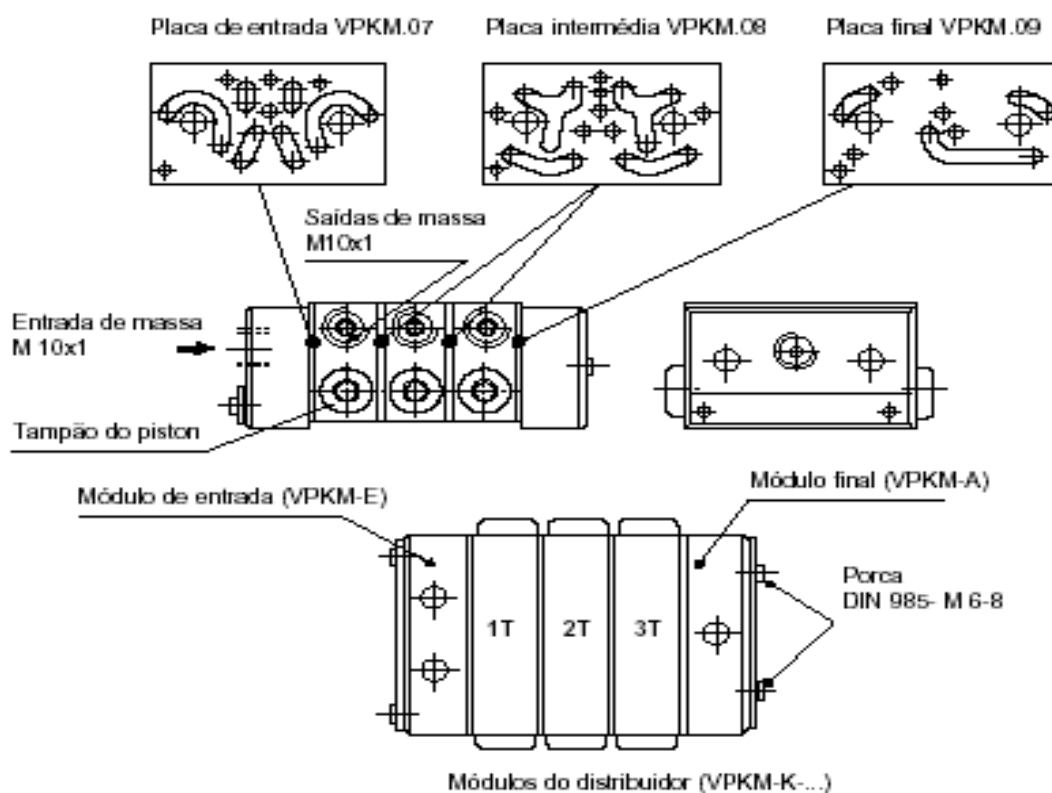 Placa de entrada VPKM.07
Placa intermédia VPKM.08
Placa final VPKM.09
Saídas de massa
M10x1
Entrada de massa
M 10x1
Tampão do piston
Módulo de entrada (VPKM-E)
Módulo final (VPKM-A)
Porca
DIN 985- M 6-8
1T
2T
3T
Módulos do distribuidor (VPKM-K-...)